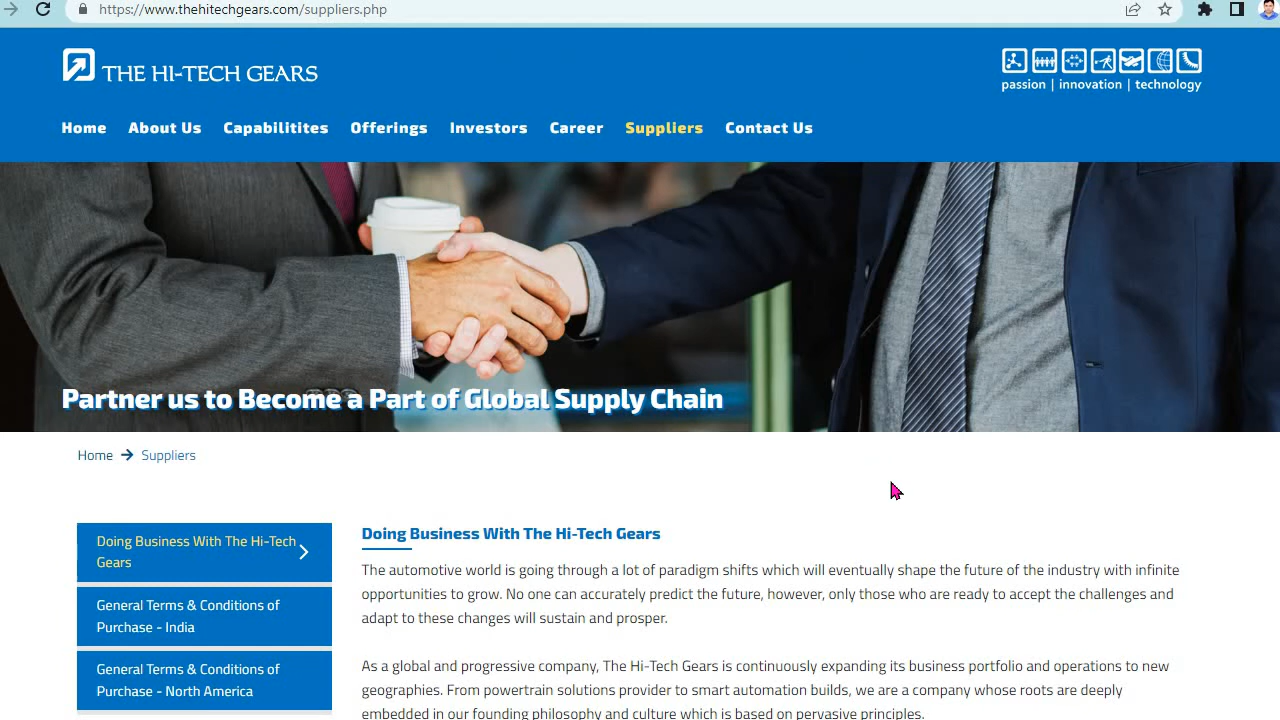 https://www.thehitechgears.com/suppliers.php
THE HI-TECH GEARS
passion | innovation | technology
Home About Us Capabilitites Offerings Investors Career Suppliers Contact Us
Partner us to Become a Part of Global Supply Chain
Home → Suppliers
Doing Business With The Hi-Tech
Gears
General Terms & Conditions of
Purchase - India
General Terms & Conditions of
Purchase - North America
Doing Business With The Hi-Tech Gears
The automotive world is going through a lot of paradigm shifts which will eventually shape the future of the industry with infinite
opportunities to grow. No one can accurately predict the future, however, only those who are ready to accept the challenges and
adapt to these changes will sustain and prosper.
As a global and progressive company, The Hi-Tech Gears is continuously expanding its business portfolio and operations to new
geographies. From powertrain solutions provider to smart automation builds, we are a company whose roots are deeply
embedded in our founding philosophy and culture which is based on pervasive principles.